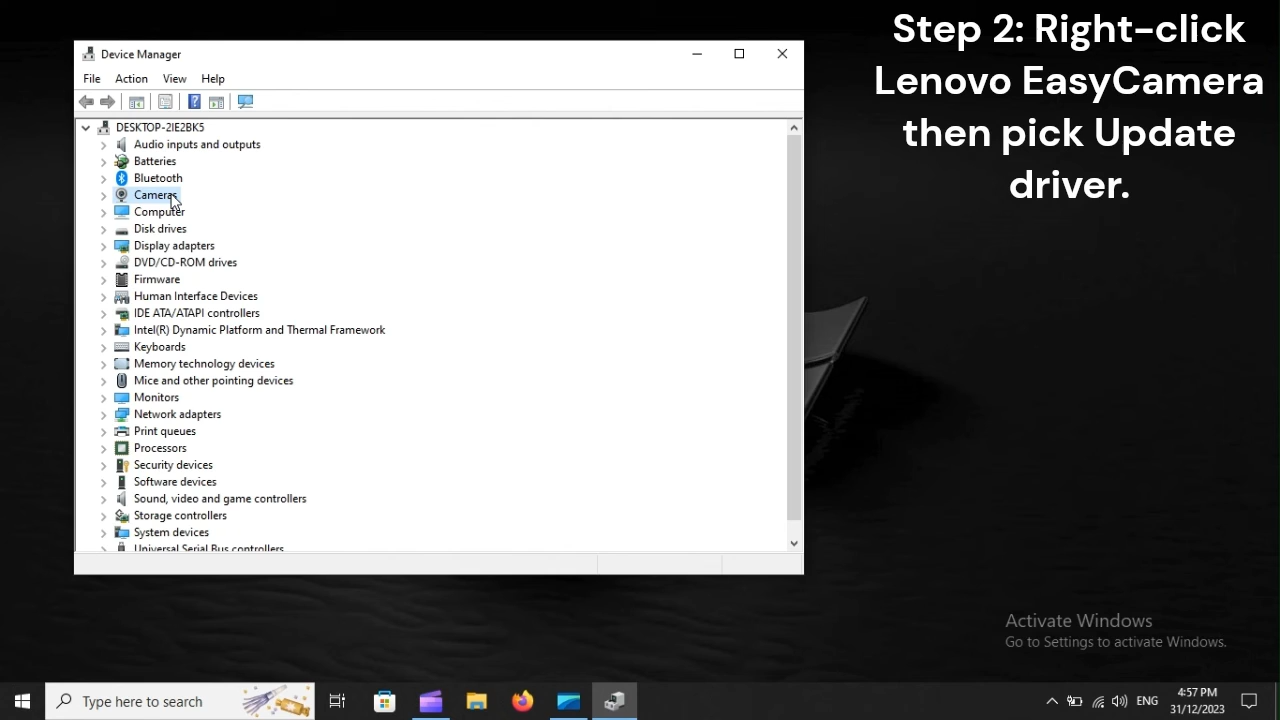 Step 2: Right-click
Lenovo EasyCamera
then pick Update
driver.
Device Manager
File Action View Help
DESKTOP-2IE2BK5
Audio inputs and outputs
Batteries
Bluetooth
Cameras
Computer
Disk drives
Display adapters
DVD/CD-ROM drives
Firmware
Human Interface Devices
IDE ATA/ATAPI controllers
Intel(R) Dynamic Platform and Thermal Framework
Keyboards
Memory technology devices
Mice and other pointing devices
Monitors
Network adapters
Print queues
Processors
Security devices
Software devices
Sound, video and game controllers
Storage controllers
System devices
Universal Serial Bus controllers
Activate Windows
Go to Settings to activate Windows.
Type here to search
ENG
4:57 PM
31/12/2023